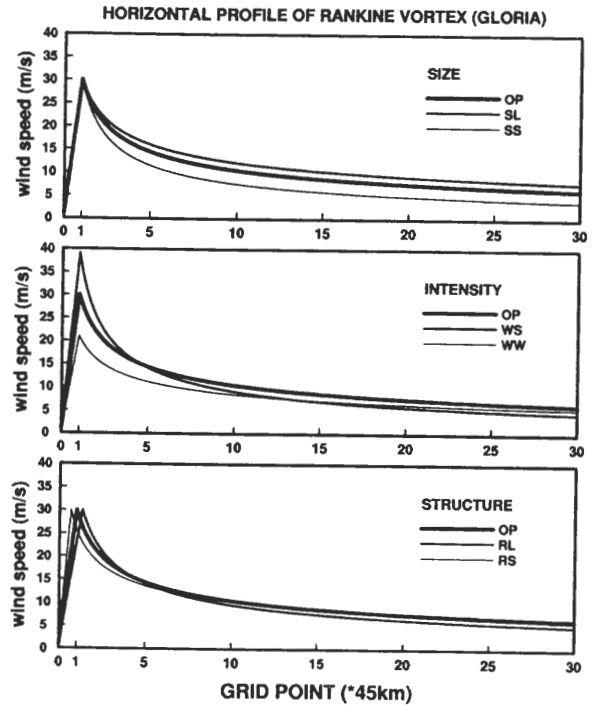 HORIZONTAL PROFILE OF RANKINE VORTEX (GLORIA)
wind speed (m/s)
40
35
30
25
20
15
10
5
0
SIZE
OP
SL
SS
0 1 5 10 15 20 25 30
wind speed (m/s)
40
35
30
25
20
15
10
5
0
INTENSITY
OP
WS
WW
0 1 5 10 15 20 25 30
wind speed (m/s)
40
35
30
25
20
15
10
5
0
STRUCTURE
OP
RL
RS
0 1 5 10 15 20 25 30
GRID POINT (*45km)